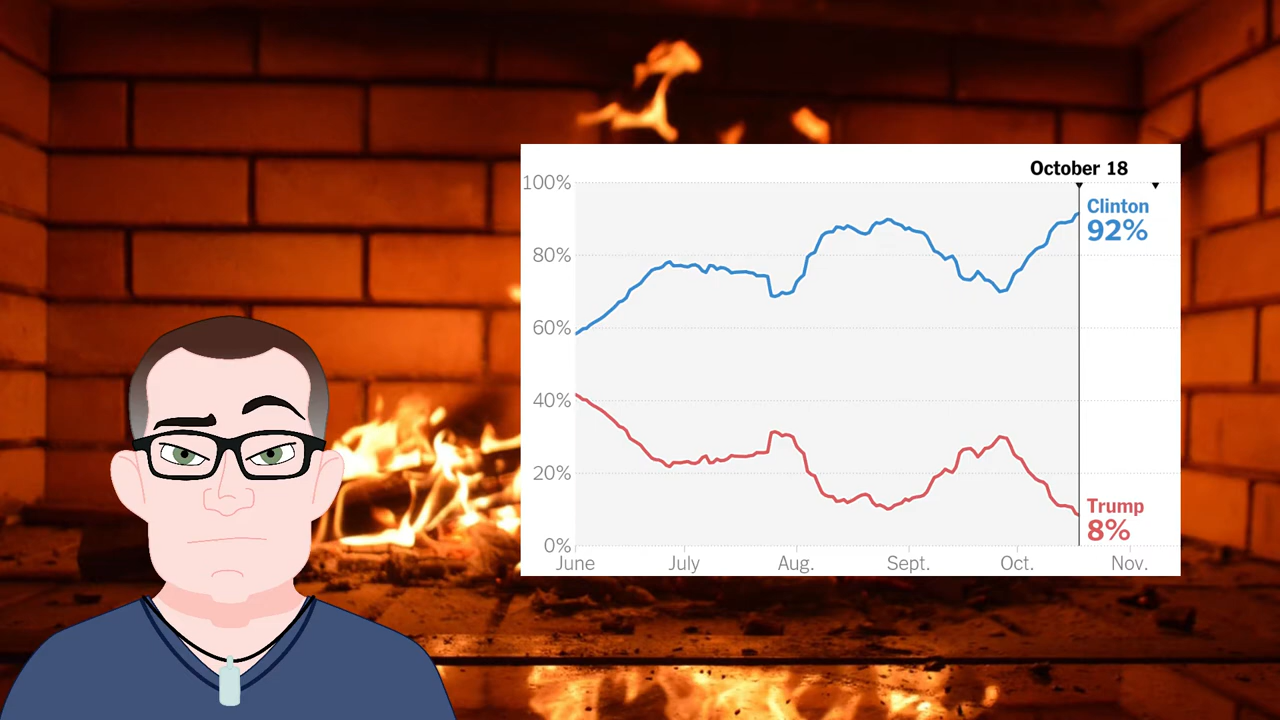 October 18
100%
Clinton
92%
80%
60%
40%
20%
Trump
8%
0%
June July Aug. Sept. Oct. Nov.